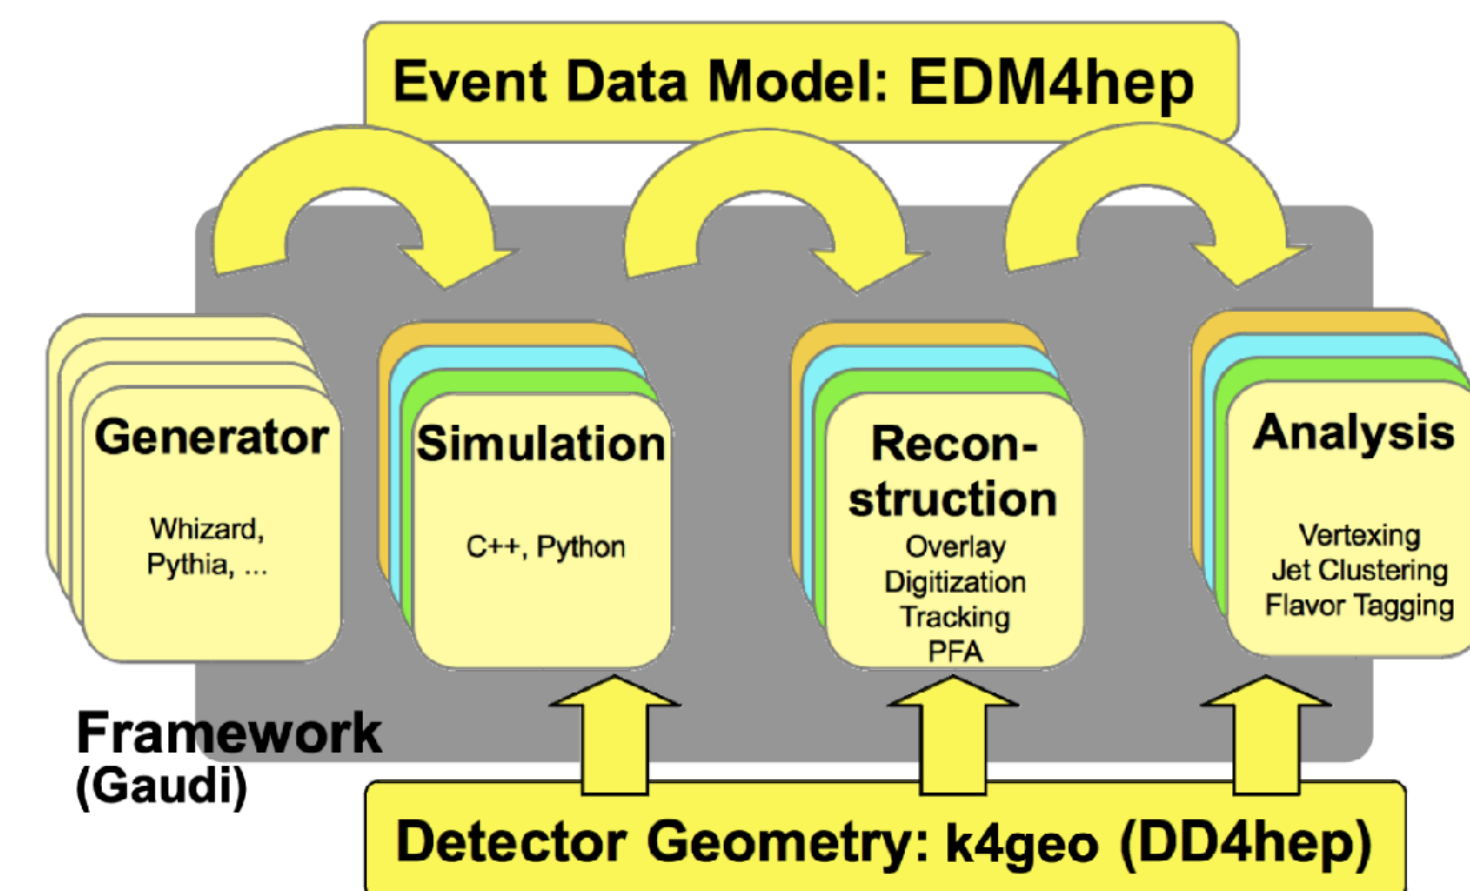 Event Data Model: EDM4hep
Generator
Whizard,
Pythia, ...
Simulation
C++, Python
Recon-
struction
Overlay
Digitization
Tracking
PFA
Analysis
Vertexing
Jet Clustering
Flavor Tagging
Framework
(Gaudi)
Detector Geometry: k4geo (DD4hep)